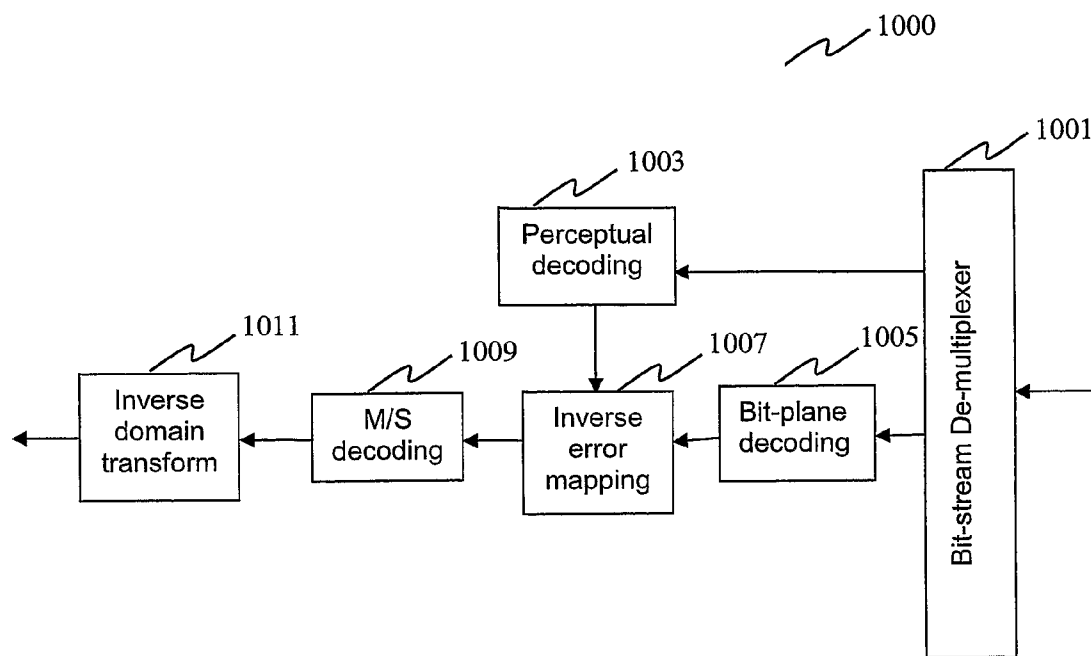 1000
1001
1003
Perceptual
decoding
1011
1009
1007
1005
Inverse
domain
transform
M/S
decoding
Inverse
error
mapping
Bit-plane
decoding
Bit-stream De-multiplexer